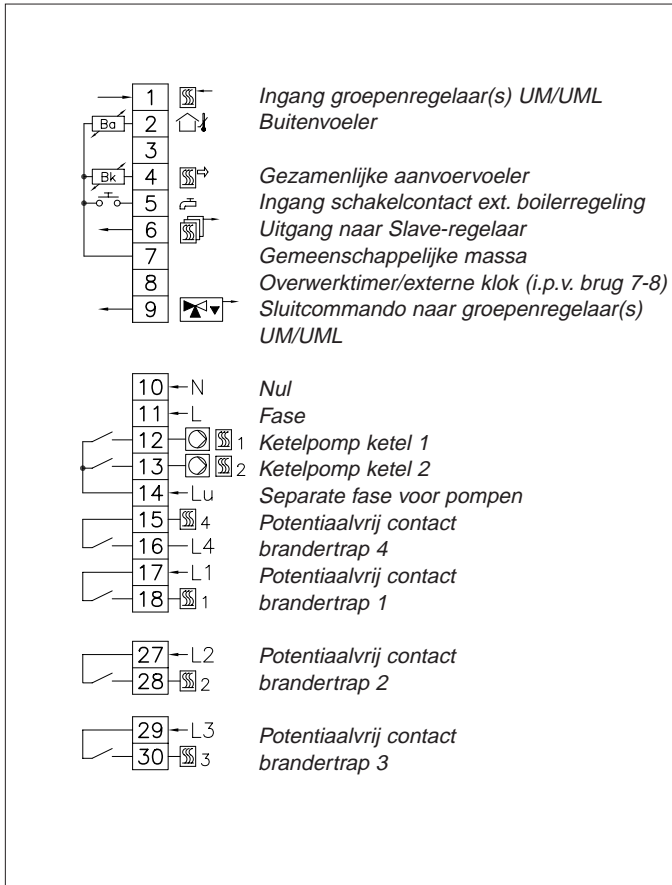 1 Ingang groepenregelaar(s) UM/UML
Ba 2 Buitenvoeler
3
Bk 4 Gezamenlijke aanvoervoeler
5 Ingang schakelcontact ext. boilerregeling
6 Uitgang naar Slave-regelaar
7 Gemeenschappelijke massa
8 Overwerktimer/externe klok (i.p.v. brug 7-8)
9 Sluitcommando naar groepenregelaar(s)
UM/UML
10 N Nul
11 L Fase
12 1 Ketelpomp ketel 1
13 2 Ketelpomp ketel 2
14 Lu Separate fase voor pompen
15 4 Potentiaalvrij contact
16 L4 brandertrap 4
17 L1 Potentiaalvrij contact
18 1 brandertrap 1
27 L2 Potentiaalvrij contact
28 2 brandertrap 2
29 L3 Potentiaalvrij contact
30 3 brandertrap 3